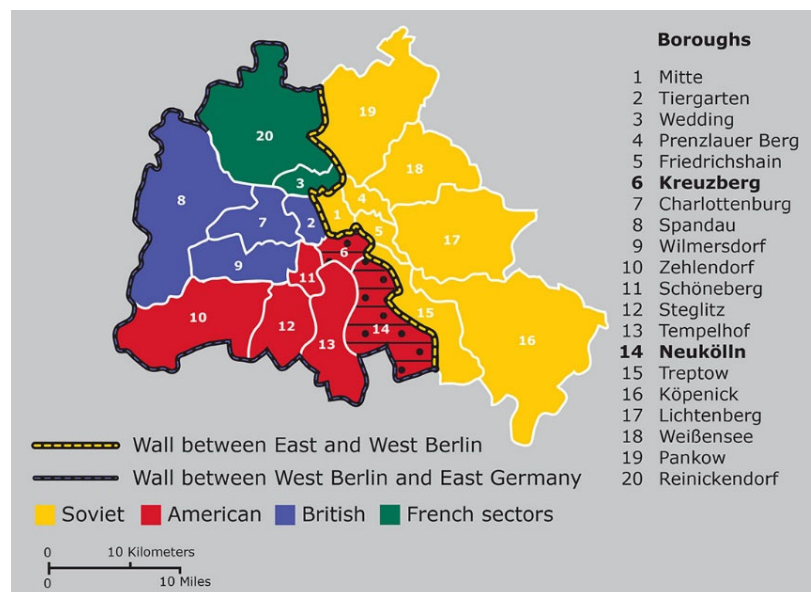 Boroughs
1 Mitte
2 Tiergarten
3 Wedding
4 Prenzlauer Berg
5 Friedrichshain
6 Kreuzberg
7 Charlottenburg
8 Spandau
9 Wilmersdorf
10 Zehlendorf
11 Schöneberg
12 Steglitz
13 Tempelhof
14 Neukölln
15 Treptow
16 Köpenick
17 Lichtenberg
18 Weißensee
19 Pankow
20 Reinickendorf
19
20
18
3
4
8
7
2
1
5
17
6
9
11
15
10
12
13
14
16
Wall between East and West Berlin
Wall between West Berlin and East Germany
Soviet American British French sectors
0 10 Kilometers
0 10 Miles